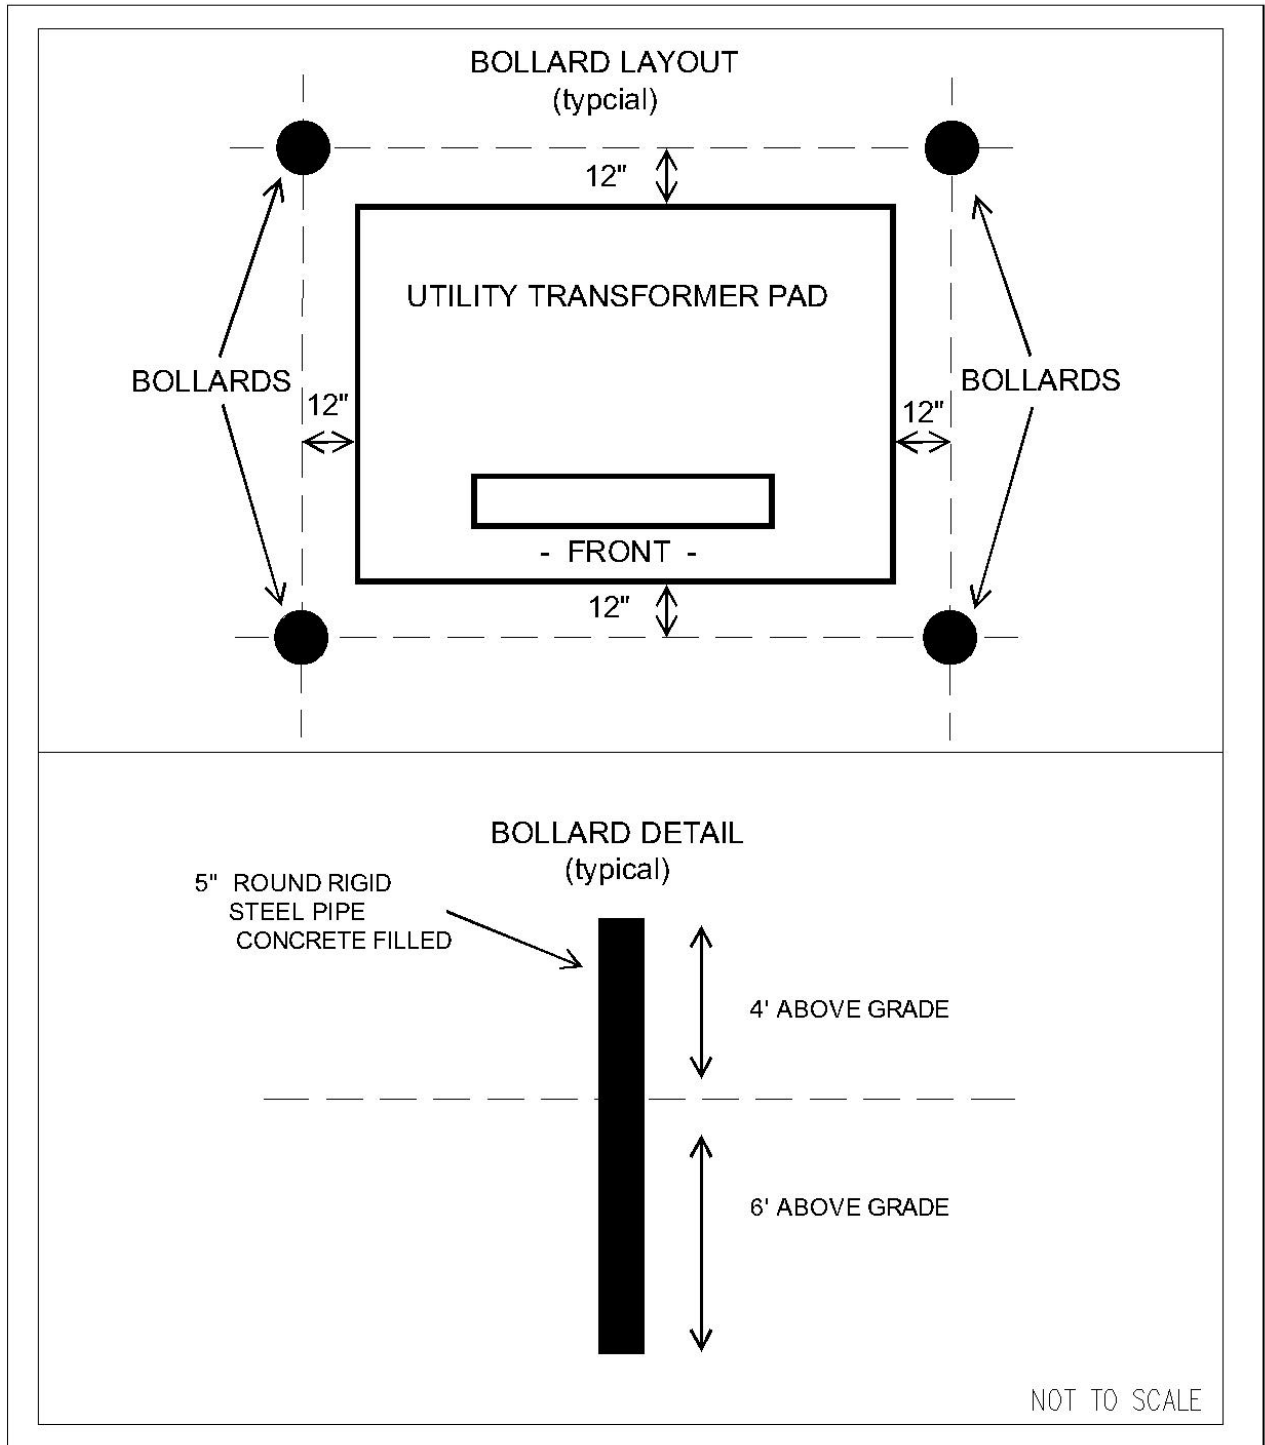 BOLLARD LAYOUT
(typcial)
12"
UTILITY TRANSFORMER PAD
BOLLARDS
BOLLARDS
12"
12"
- FRONT -
12"
BOLLARD DETAIL
(typical)
5" ROUND RIGID
STEEL PIPE
CONCRETE FILLED
4' ABOVE GRADE
6' ABOVE GRADE
NOT TO SCALE